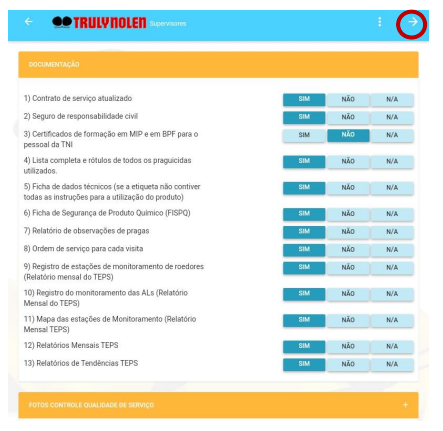 TRULY NOLEN Supervisores
DOCUMENTAÇÃO
1) Contrato de serviço atualizado SIM NÃO N/A
2) Seguro de responsabilidade civil SIM NÃO N/A
3) Certificados de formação em MIP e em BPF para o SIM NÃO N/A
pessoal da TNI
4) Lista completa e rótulos de todos os praguicidas SIM NÃO N/A
utilizados.
5) Ficha de dados técnicos (se a etiqueta não contiver SIM NÃO N/A
todas as instruções para a utilização do produto)
6) Ficha de Segurança de Produto Químico (FISPQ) SIM NÃO N/A
7) Relatório de observações de pragas SIM NÃO N/A
8) Ordem de serviço para cada visita SIM NÃO N/A
9) Registro de estações de monitoramento de roedores SIM NÃO N/A
(Relatório mensal do TEPS)
10) Registro do monitoramento das ALs (Relatório SIM NÃO N/A
Mensal do TEPS)
11) Mapa das estações de Monitoramento (Relatório SIM NÃO N/A
Mensal TEPS)
12) Relatórios Mensais TEPS SIM NÃO N/A
13) Relatórios de Tendências TEPS SIM NÃO N/A
FOTOS CONTROLE QUALIDADE DE SERVIÇO +